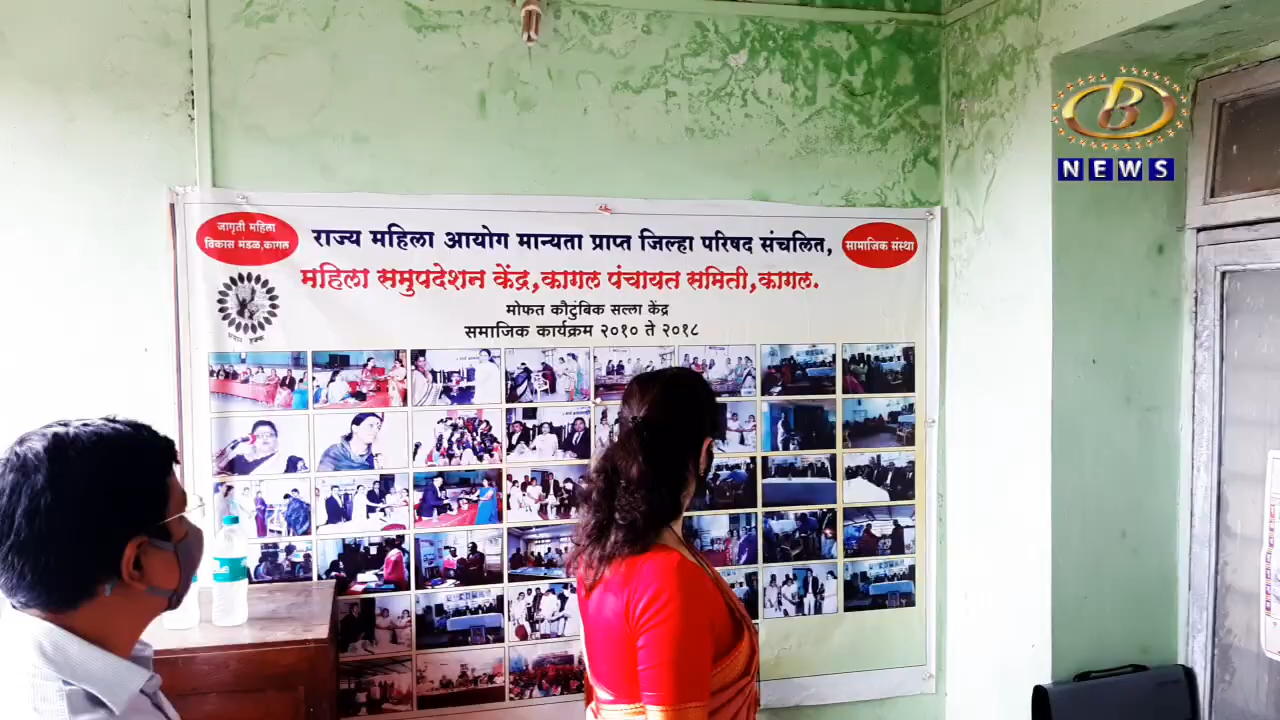 जागृती महिला
विकास मंडळ,कागल
राज्य महिला आयोग मान्यता प्राप्त जिल्हा परिषद संचलित,
सामाजिक संस्था
महिला समुपदेशन केंद्र,कागल पंचायत समिती,कागल.
मोफत कौटुंबिक सल्ला केंद्र
समाजिक कार्यक्रम २०१० ते २०१८
B
NEWS